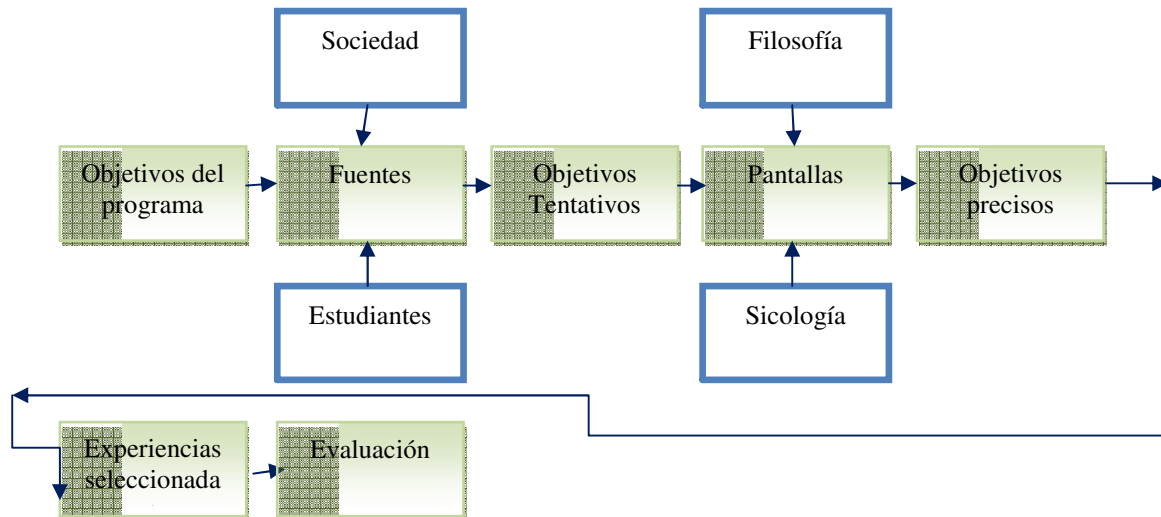 Sociedad
Filosofía
Objetivos del
programa
Fuentes
Objetivos
Tentativos
Pantallas
Objetivos
precisos
Estudiantes
Sicología
Experiencias
seleccionada
Evaluación